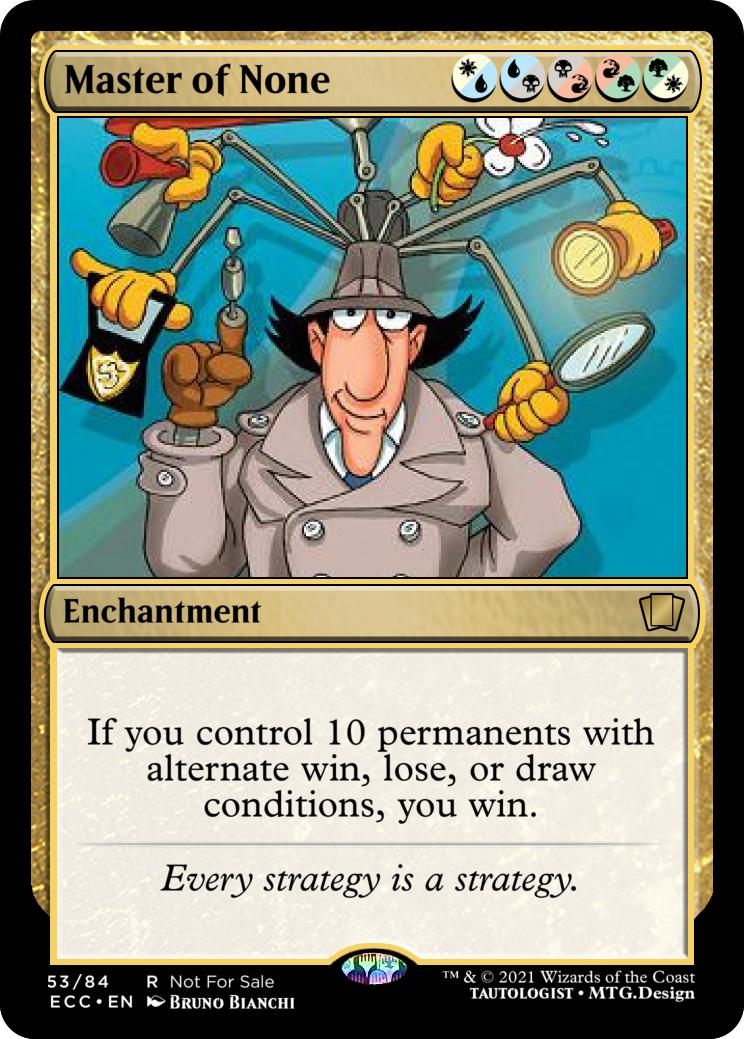 Master of None
Enchantment
If you control 10 permanents with
alternate win, lose, or draw
conditions, you win.
Every strategy is a strategy.
53/84 R Not For Sale
ECC • EN Bruno Bianchi
™ & © 2021 Wizards of the Coast
TAUTOLOGIST • MTG.Design